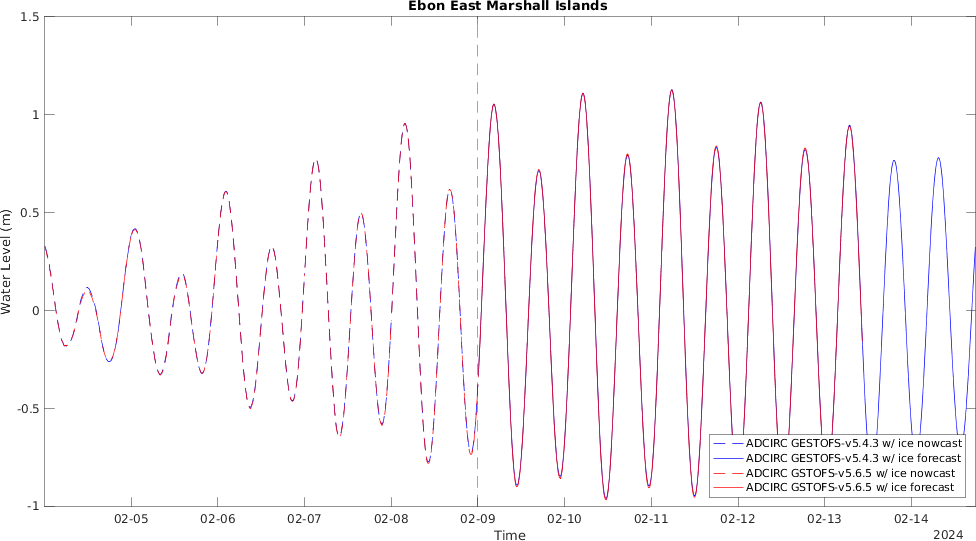 Ebon East Marshall Islands
1.5
1
0.5
0
-0.5
-1
Water Level (m)
ADCIRC GESTOFS-v5.4.3 w/ ice nowcast
ADCIRC GESTOFS-v5.4.3 w/ ice forecast
ADCIRC GSTOFS-v5.6.5 w/ ice nowcast
ADCIRC GSTOFS-v5.6.5 w/ ice forecast
02-05 02-06 02-07 02-08 02-09 02-10 02-11 02-12 02-13 02-14
Time
2024